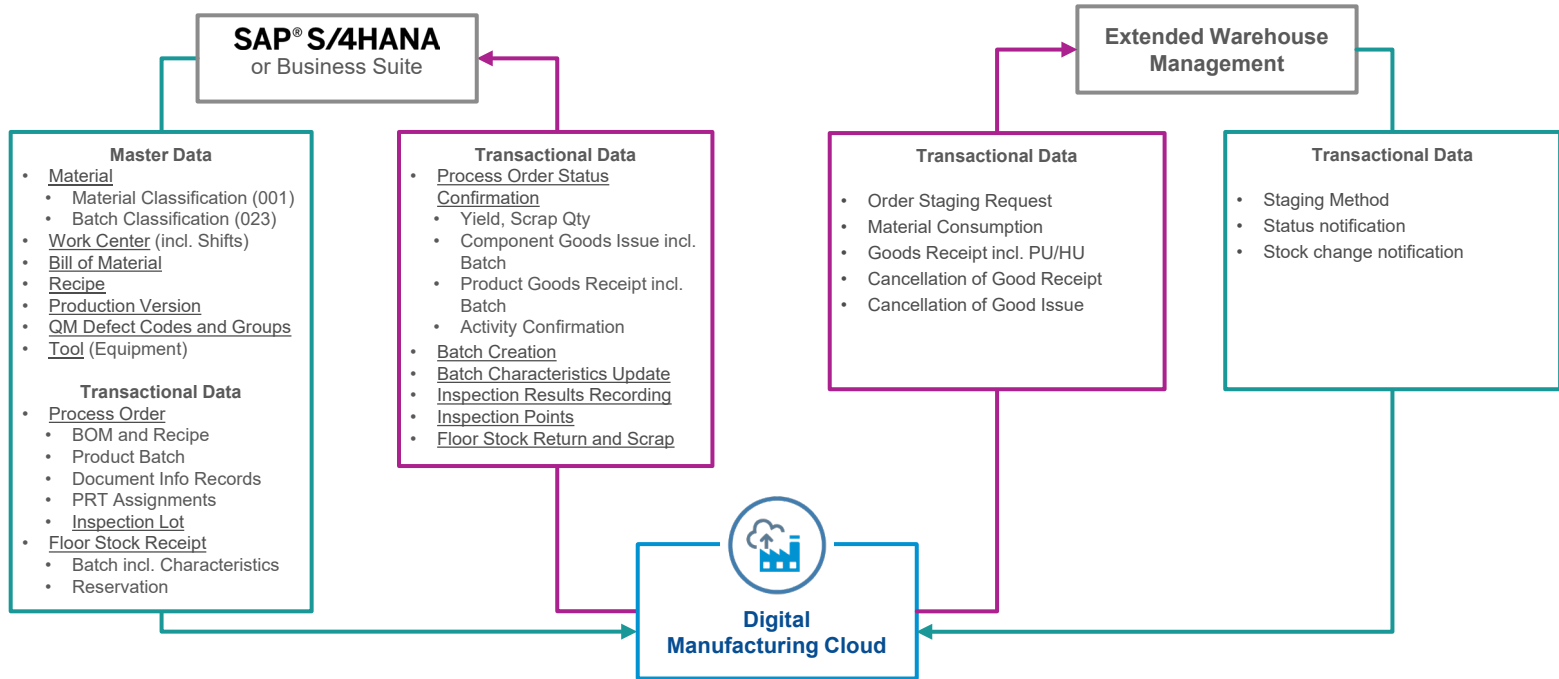 SAP® S/4HANA
or Business Suite
Extended Warehouse
Management
Master Data
• Material
• Material Classification (001)
• Batch Classification (023)
• Work Center (incl. Shifts)
• Bill of Material
• Recipe
• Production Version
• QM Defect Codes and Groups
• Tool (Equipment)
Transactional Data
• Process Order
• BOM and Recipe
• Product Batch
• Document Info Records
• PRT Assignments
• Inspection Lot
• Floor Stock Receipt
• Batch incl. Characteristics
• Reservation
Transactional Data
• Process Order Status
Confirmation
• Yield, Scrap Qty
• Component Goods Issue incl.
Batch
• Product Goods Receipt incl.
Batch
• Activity Confirmation
• Batch Creation
• Batch Characteristics Update
• Inspection Results Recording
• Inspection Points
• Floor Stock Return and Scrap
Transactional Data
• Order Staging Request
• Material Consumption
• Goods Receipt incl. PU/HU
• Cancellation of Good Receipt
• Cancellation of Good Issue
Transactional Data
• Staging Method
• Status notification
• Stock change notification
Digital
Manufacturing Cloud